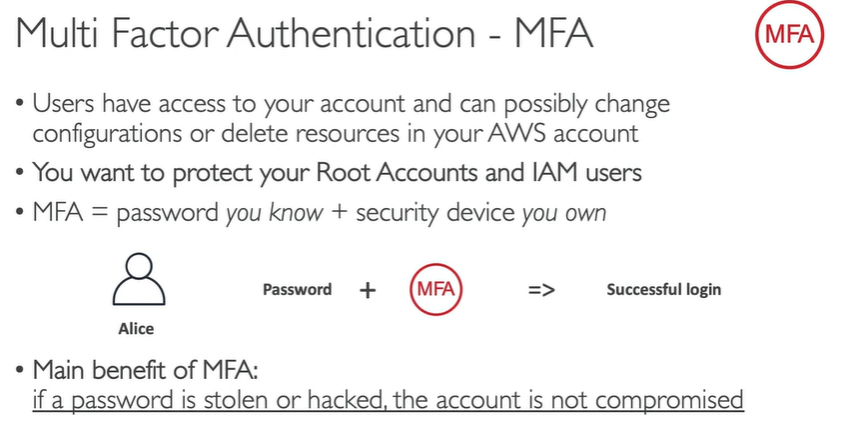 Multi Factor Authentication - MFA
MFA
• Users have access to your account and can possibly change
configurations or delete resources in your AWS account
• You want to protect your Root Accounts and IAM users
• MFA = password you know + security device you own
Password + MFA => Successful login
Alice
• Main benefit of MFA:
if a password is stolen or hacked, the account is not compromised